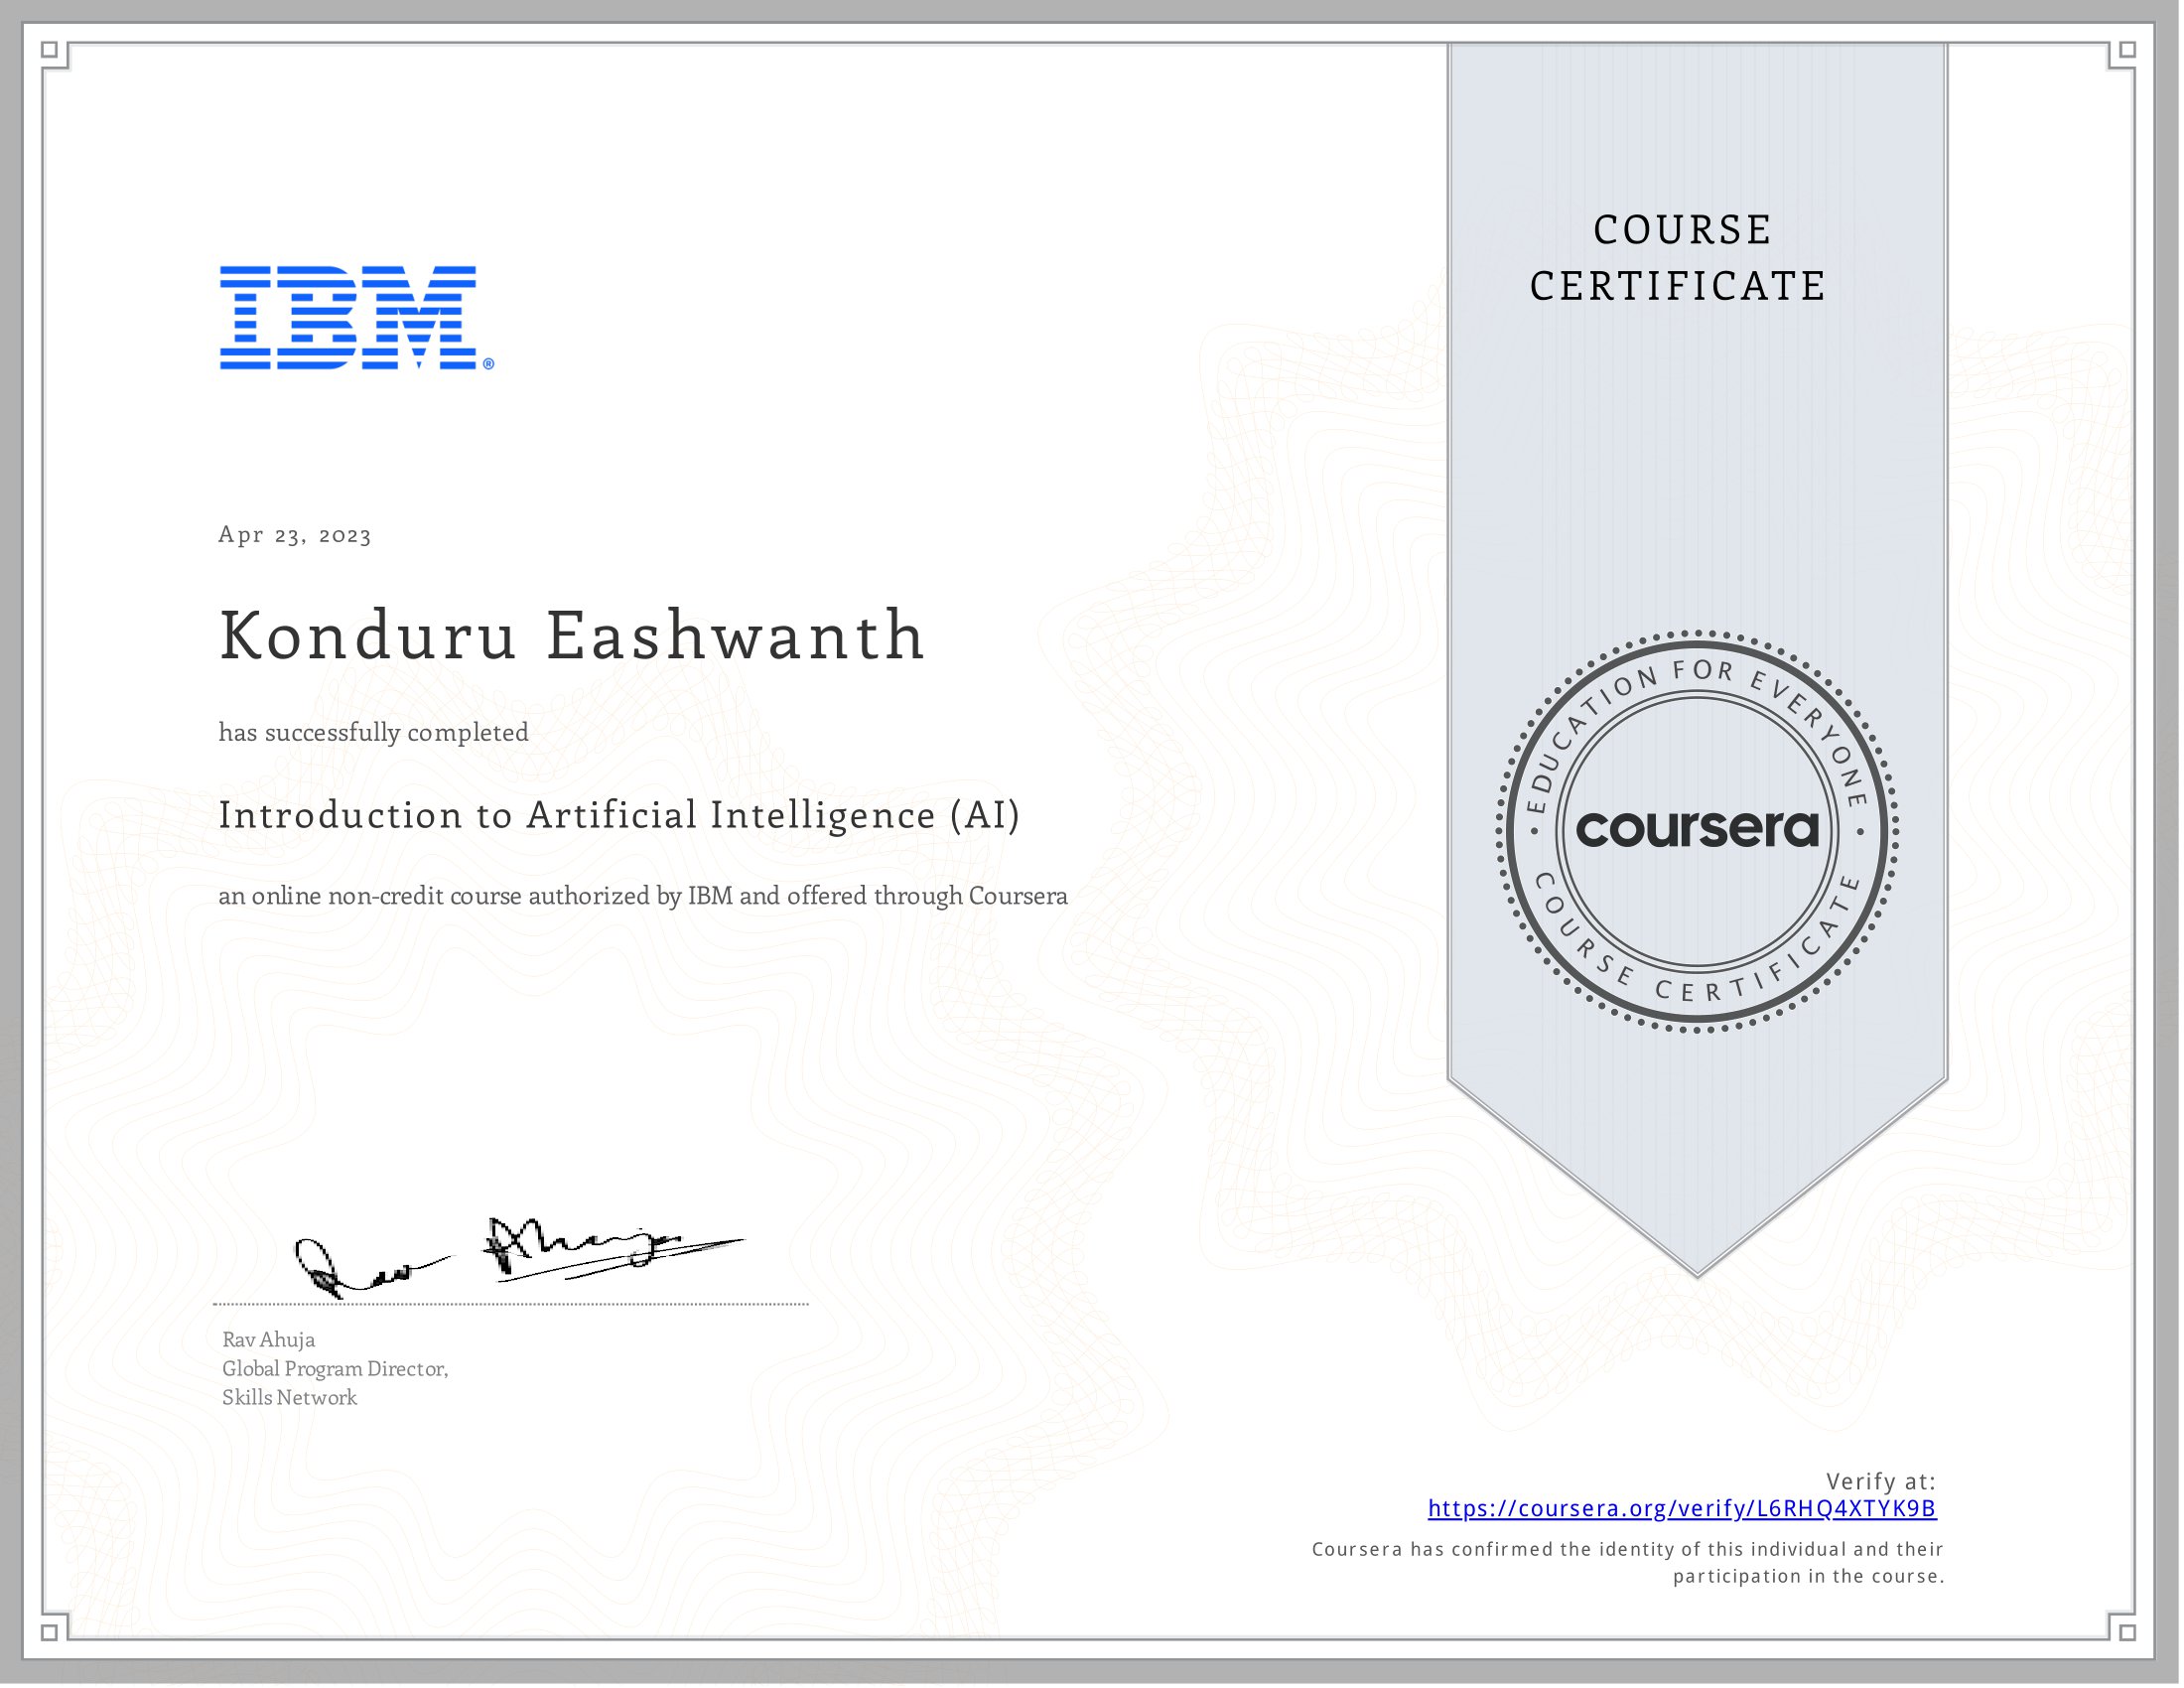 COURSE
CERTIFICATE
IBM®
Apr 23, 2023
Konduru Eashwanth
has successfully completed
Introduction to Artificial Intelligence (AI)
an online non-credit course authorized by IBM and offered through Coursera
EDUCATION FOR EVERYONE
coursera
COURSE CERTIFICATE
Rav Ahuja
Global Program Director,
Skills Network
Verify at:
https://coursera.org/verify/L6RHQ4XTYK9B
Coursera has confirmed the identity of this individual and their
participation in the course.